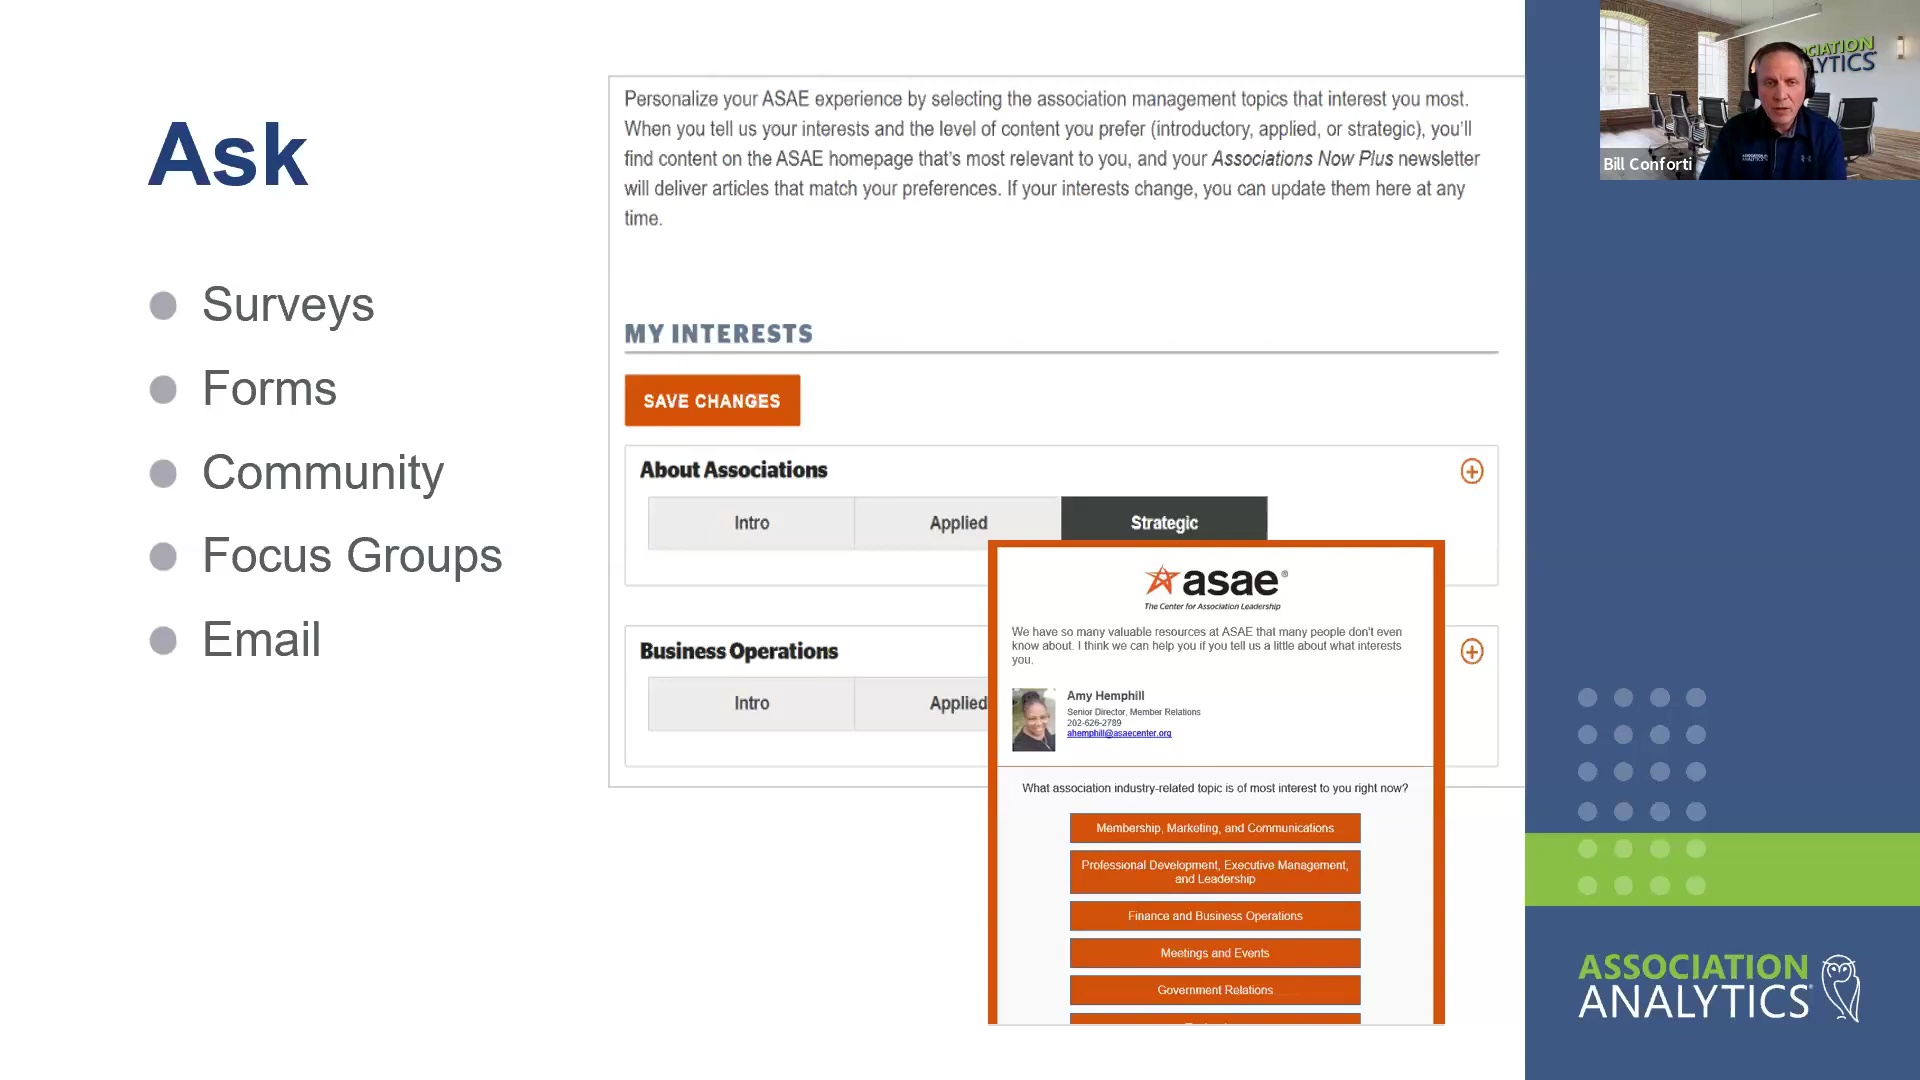 Ask
Surveys
Forms
Community
Focus Groups
Email
Personalize your ASAE experience by selecting the association management topics that interest you most.
When you tell us your interests and the level of content you prefer (introductory, applied, or strategic), you'll
find content on the ASAE homepage that's most relevant to you, and your Associations Now Plus newsletter
will deliver articles that match your preferences. If your interests change, you can update them here at any
time.
MY INTERESTS
SAVE CHANGES
About Associations
Intro
Applied
Strategic
Business Operations
Intro
Applied
asae®
The Center for Association Leadership
We have so many valuable resources at ASAE that many people don't even
know about. I think we can help you if you tell us a little about what interests
you.
Amy Hemphill
Senior Director, Member Relations
202-626-2789
ahemphill@asaecenter.org
What association industry-related topic is of most interest to you right now?
Membership, Marketing, and Communications
Professional Development, Executive Management,
and Leadership
Finance and Business Operations
Meetings and Events
Government Relations
Bill Conforti
ASSOCIATION
ANALYTICS